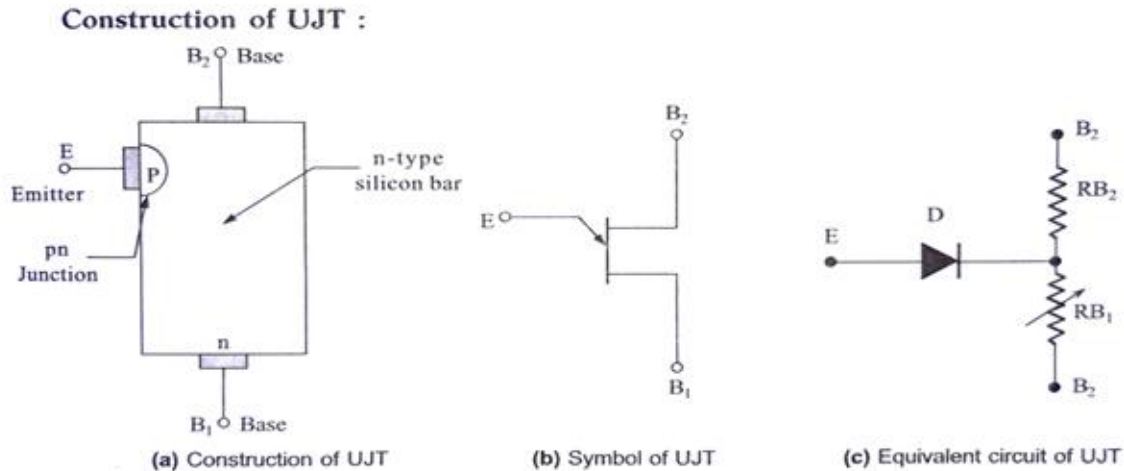 Construction of UJT :
B₂ Base
E
Emitter
P
pn
Junction
n-type
silicon bar
n
B₁ Base
(a) Construction of UJT
B₂
E
B₁
(b) Symbol of UJT
B₂
RB₂
D
E
RB₁
B₂
(c) Equivalent circuit of UJT